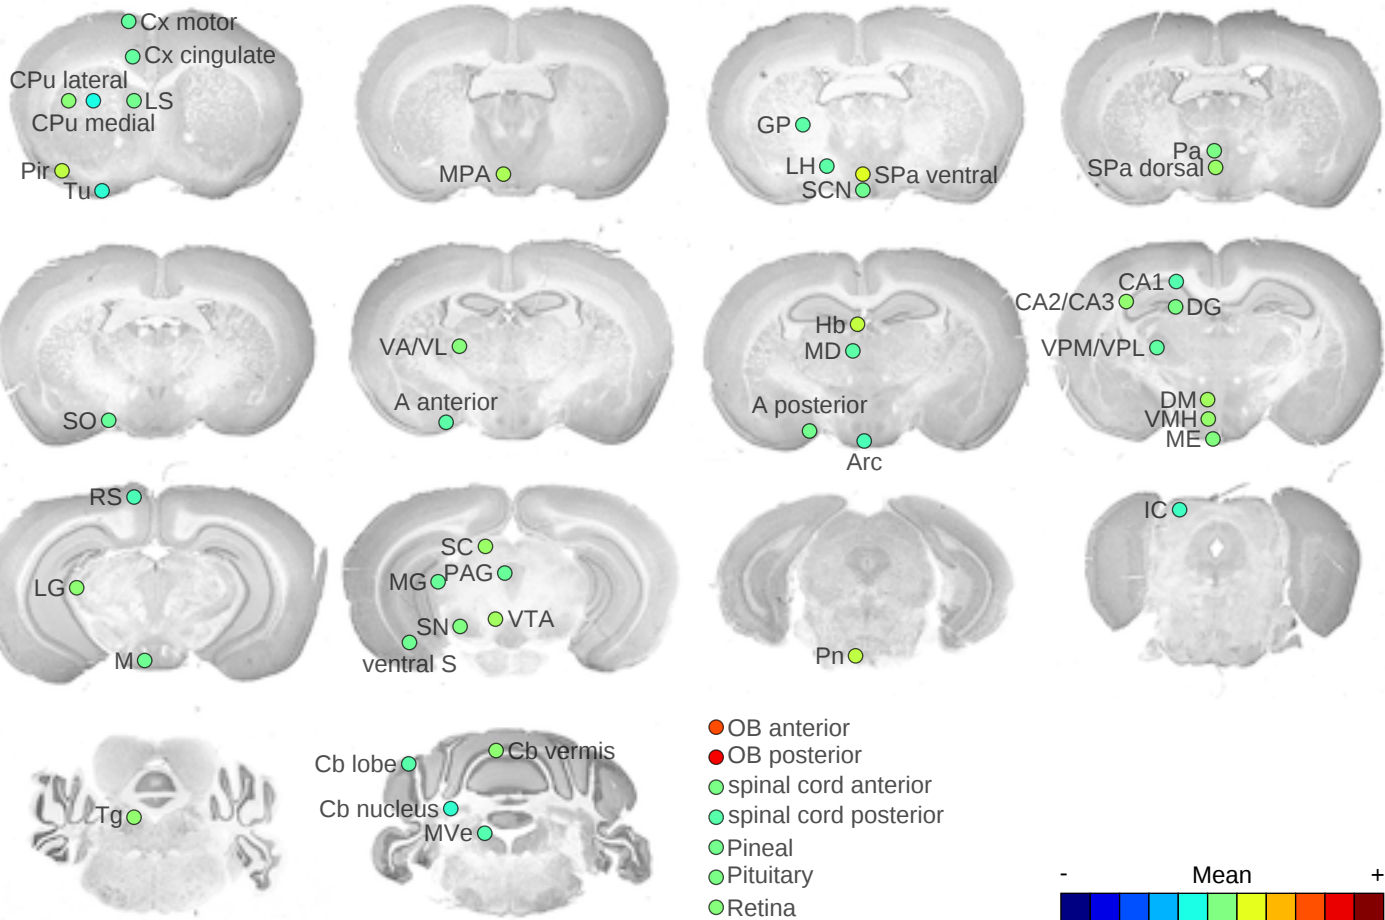 Cx motor
Cx cingulate
CPu lateral
LS
CPu medial
Pir
Tu
MPA
GP
LH
SPa ventral
SCN
Pa
SPa dorsal
SO
VA/VL
A anterior
Hb
MD
A posterior
Arc
CA1
CA2/CA3
DG
VPM/VPL
DM
VMH
ME
RS
LG
M
SC
MG
PAG
SN
VTA
ventral S
Pn
IC
Tg
Cb lobe
Cb vermis
Cb nucleus
MVe
OB anterior
OB posterior
spinal cord anterior
spinal cord posterior
Pineal
Pituitary
Retina
- Mean +